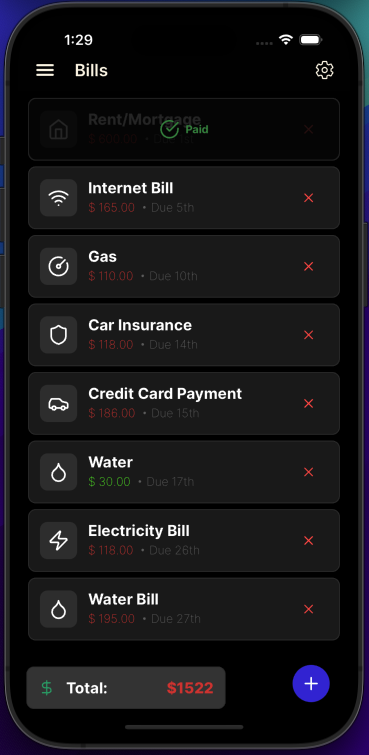 1:29
Bills
Rent/Mortgage
Paid
Internet Bill
$ 165.00 • Due 5th
Gas
$ 110.00 • Due 10th
Car Insurance
$ 118.00 • Due 14th
Credit Card Payment
$ 186.00 • Due 15th
Water
$ 30.00 • Due 17th
Electricity Bill
$ 118.00 • Due 26th
Water Bill
$ 195.00 • Due 27th
$ Total: $1522